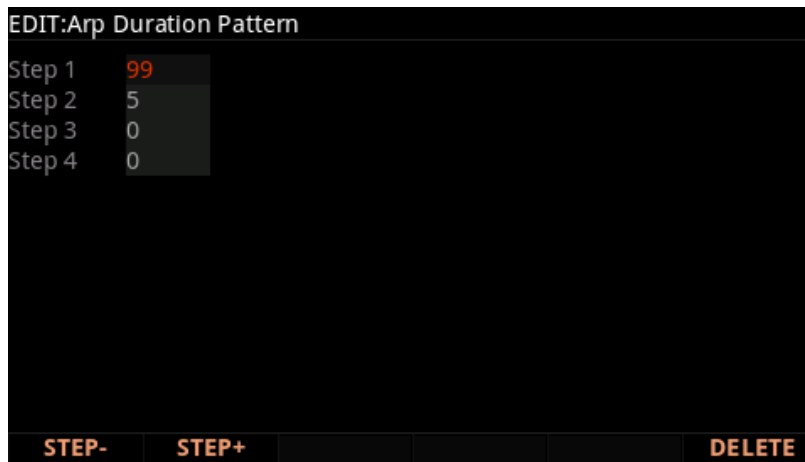 EDIT:Arp Duration Pattern
Step 1 99
Step 2 5
Step 3 0
Step 4 0
STEP- STEP+ DELETE